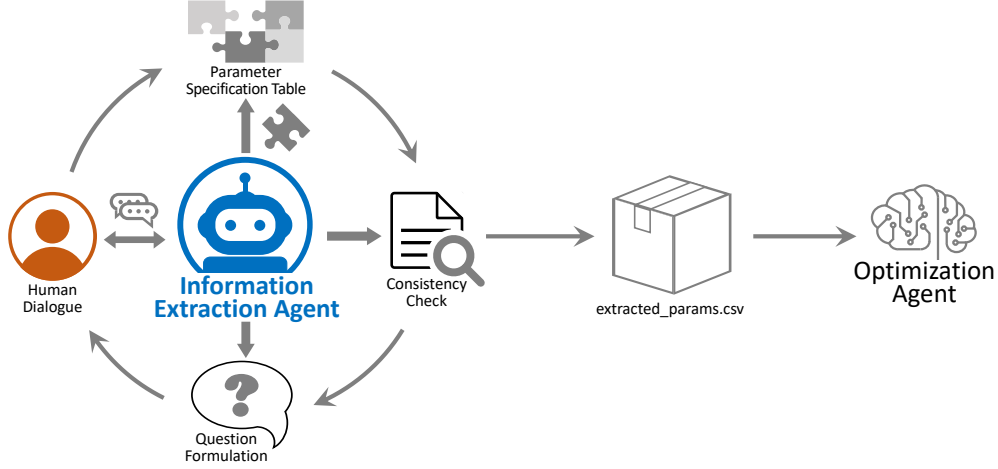 Parameter
Specification Table
Human
Dialogue
Information
Extraction Agent
Consistency
Check
extracted_params.csv
Optimization
Agent
?
Question
Formulation